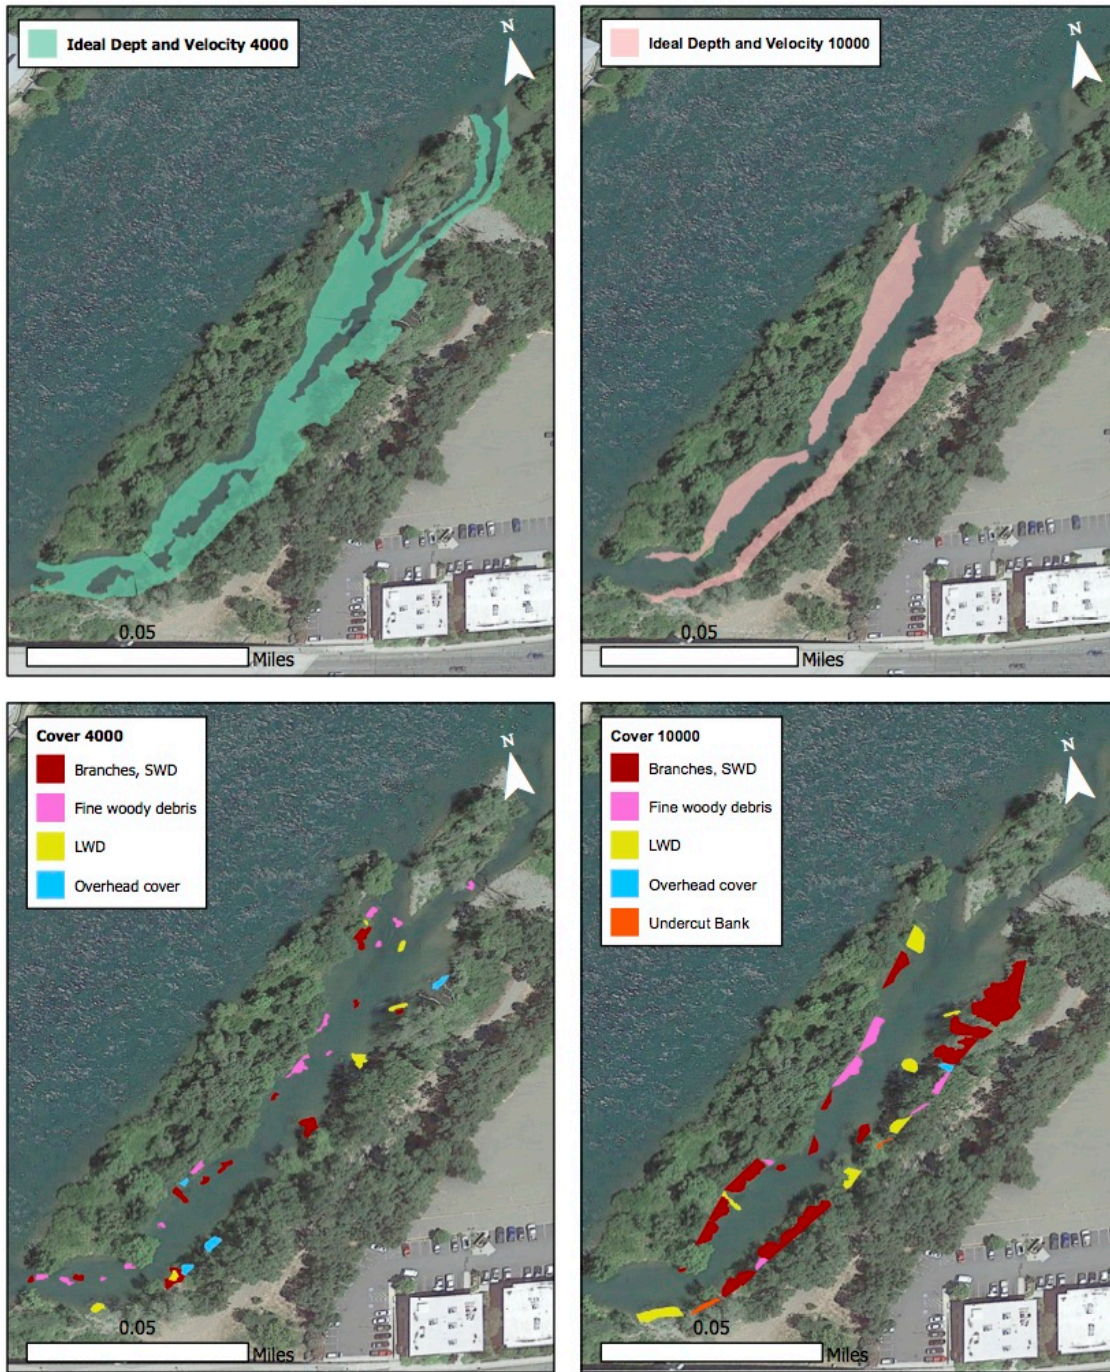 Ideal Dept and Velocity 4000
N
0.05
Miles
Ideal Depth and Velocity 10000
N
0.05
Miles
Cover 4000
Branches, SWD
Fine woody debris
LWD
Overhead cover
N
0.05
Miles
Cover 10000
Branches, SWD
Fine woody debris
LWD
Overhead cover
Undercut Bank
N
0.05
Miles